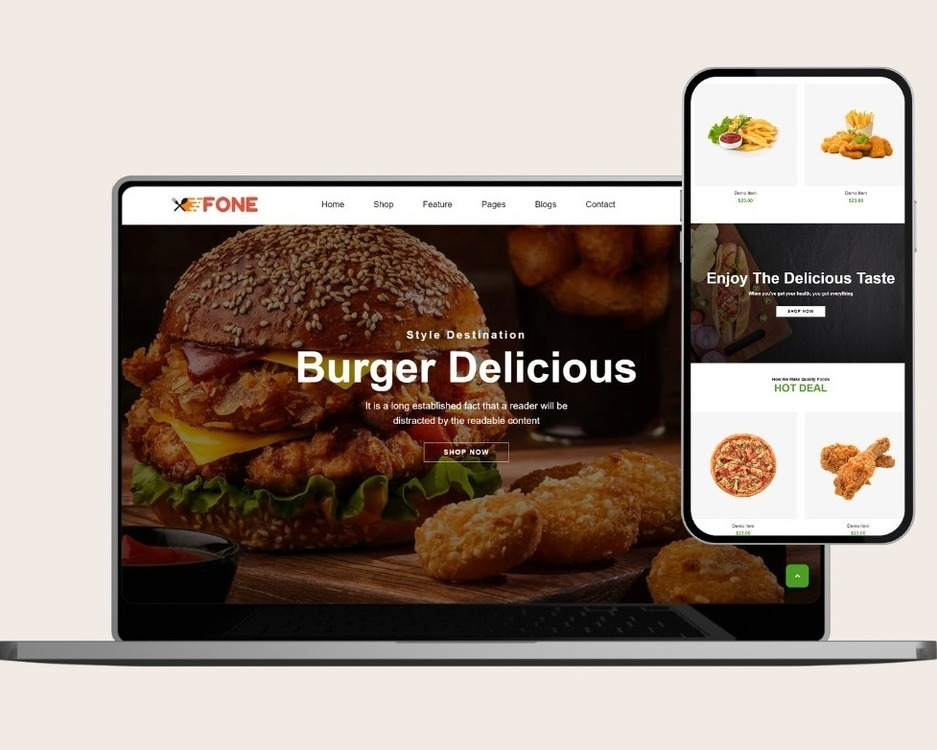 FONE
Home Shop Feature Pages Blogs Contact
Style Destination
Burger Delicious
It is a long established fact that a reader will be
distracted by the readable content
SHOP NOW
Demo Item Demo Item
$23.00 $23.00
Enjoy The Delicious Taste
When you've got your health, you got everything
SHOP NOW
How We Make Quality Foods
HOT DEAL
Demo Item Demo Item
$23.00 $23.00